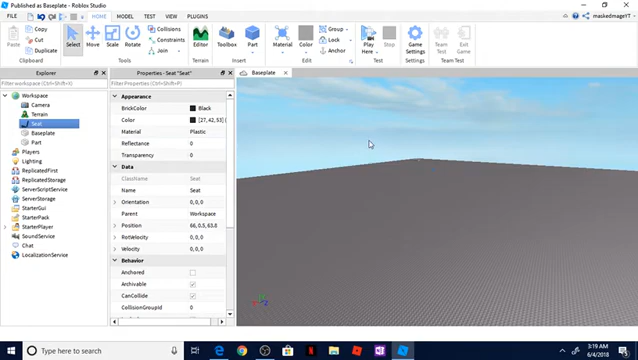 Published as Baseplate - Roblox Studio
FILE HOME MODEL TEST VIEW PLUGINS
maskedmageYT
Copy
Cut
Duplicate
Select Move Scale Rotate
Collisions
Constraints
Join
Editor Toolbox Part
Material Color
Group
Lock
Anchor
Play Here Stop
Game Settings
Team Test
Clipboard Tools Terrain Insert Edit Test Settings
Explorer
Properties - Seat "Seat"
Baseplate
Filter workspace (Ctrl+Shift+X)
Filter Properties (Ctrl+Shift+P)
Workspace
Camera
Terrain
Seat
Baseplate
Part
Players
Lighting
ReplicatedFirst
ReplicatedStorage
ServerScriptService
ServerStorage
StarterGui
StarterPack
StarterPlayer
SoundService
Chat
LocalizationService
Appearance
BrickColor Black
Color [27, 42, 53]
Material Plastic
Reflectance 0
Transparency 0
Data
ClassName Seat
Name Seat
Orientation 0,0,0
Parent Workspace
Position 66,0.5,63.8
RotVelocity 0,0,0
Velocity 0,0,0
Behavior
Anchored
Archivable
CanCollide
CollisionGroupId 0
Type here to search
3:19 AM
6/4/2018